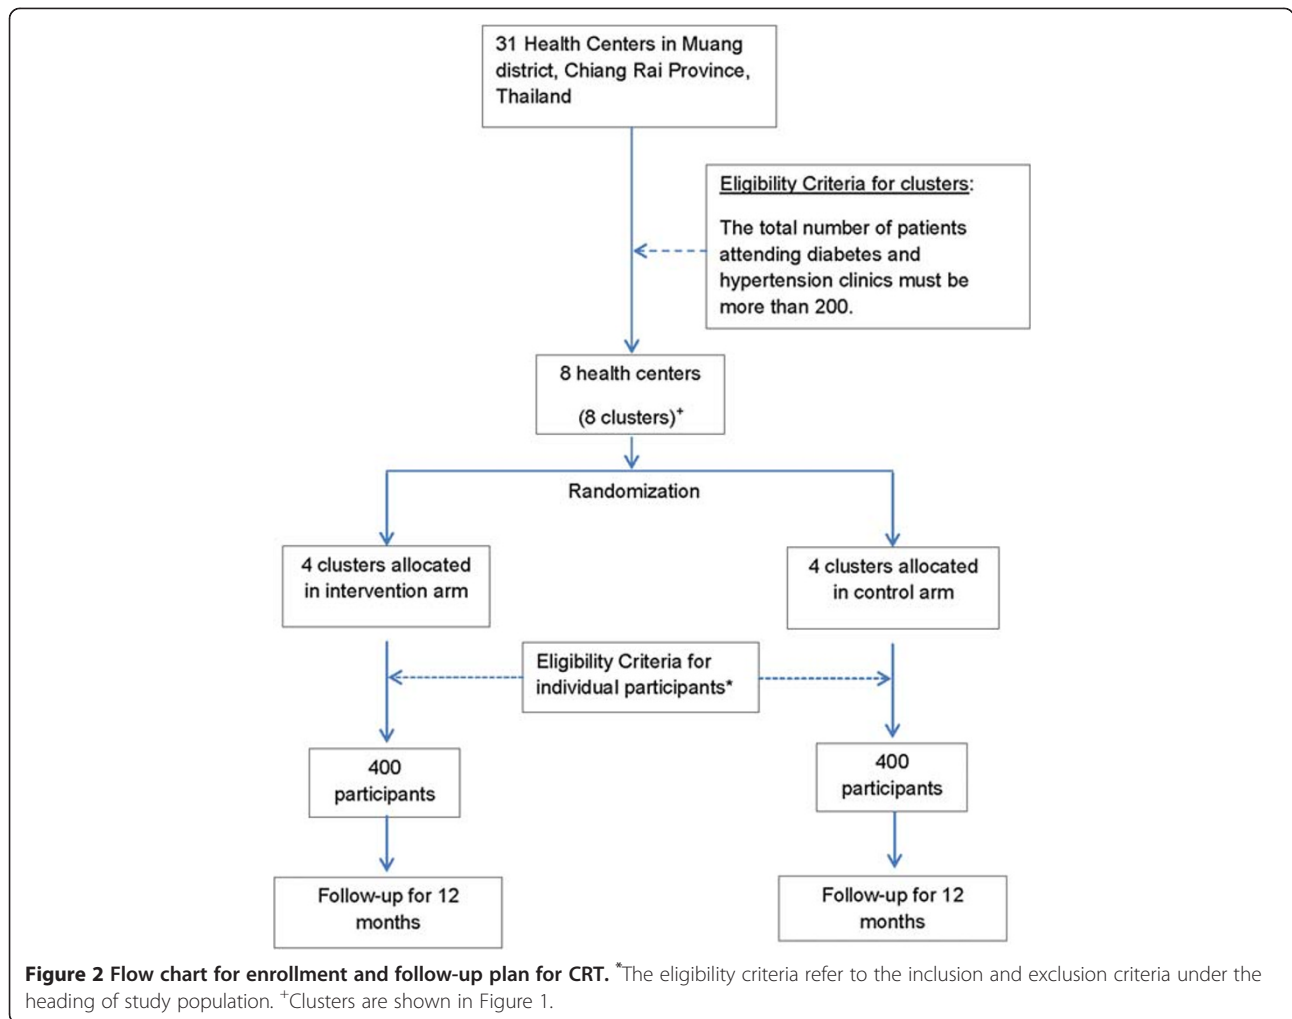 31 Health Centers in Muang
district, Chiang Rai Province,
Thailand
Eligibility Criteria for clusters:
The total number of patients
attending diabetes and
hypertension clinics must be
more than 200.
8 health centers
(8 clusters)+
Randomization
4 clusters allocated
in intervention arm
4 clusters allocated
in control arm
Eligibility Criteria for
individual participants*
400
participants
400
participants
Follow-up for 12
months
Follow-up for 12
months
Figure 2 Flow chart for enrollment and follow-up plan for CRT. *The eligibility criteria refer to the inclusion and exclusion criteria under the
heading of study population. +Clusters are shown in Figure 1.